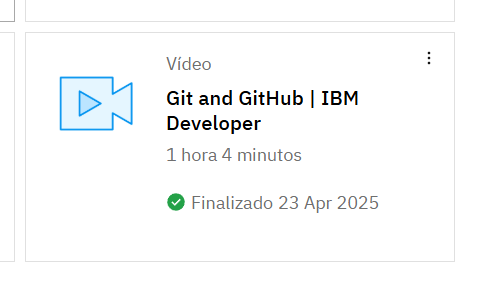 Vídeo
Git and GitHub | IBM
Developer
1 hora 4 minutos
Finalizado 23 Apr 2025